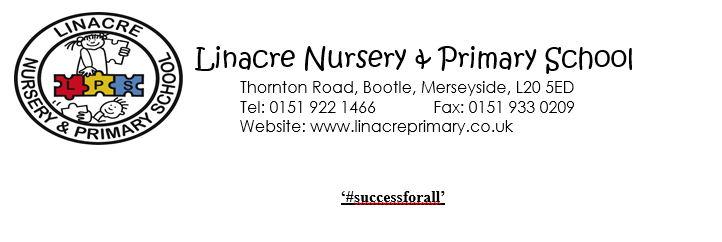 LINACRE
NURSERY & PRIMARY SCHOOL
L P S
Linacre Nursery & Primary School
Thornton Road, Bootle, Merseyside, L20 5ED
Tel: 0151 922 1466 Fax: 0151 933 0209
Website: www.linacreprimary.co.uk
‘#successforall’